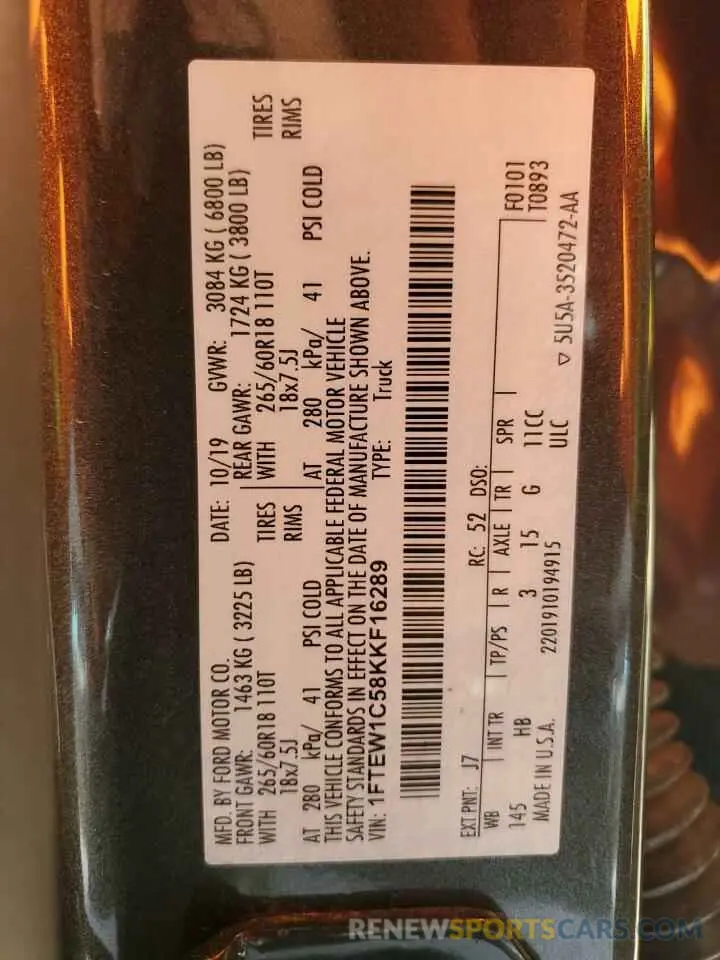 MFD. BY FORD MOTOR CO. DATE: 10/19 GVWR: 3084 KG ( 6800 LB)
FRONT GAWR: 1463 KG ( 3225 LB) REAR GAWR: 1724 KG ( 3800 LB)
WITH 265/60R18 110T TIRES WITH 265/60R18 110T TIRES
18x7.5J RIMS 18x7.5J RIMS
AT 280 kPa/ 41 PSI COLD AT 280 kPa/ 41 PSI COLD
THIS VEHICLE CONFORMS TO ALL APPLICABLE FEDERAL MOTOR VEHICLE
SAFETY STANDARDS IN EFFECT ON THE DATE OF MANUFACTURE SHOWN ABOVE.
VIN: 1FTEW1C58KKF16289 TYPE: Truck
EXT PNT: J7 RC: 52 DSO:
WB INT TR TP/PS R AXLE TR SPR F0101
145 HB 3 15 G 11CC T0893
MADE IN U.S.A. 2201910194915 ULC ▽ 5U5A-3520472-AA
RENEWSPORTSCARS.COM